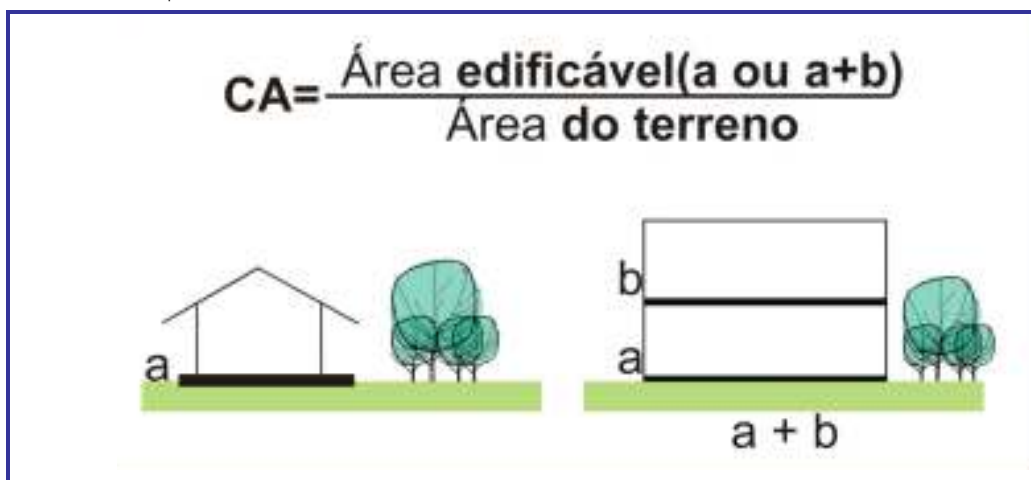 CA= Área edificável(a ou a+b)
Área do terreno
a
b
a
a + b